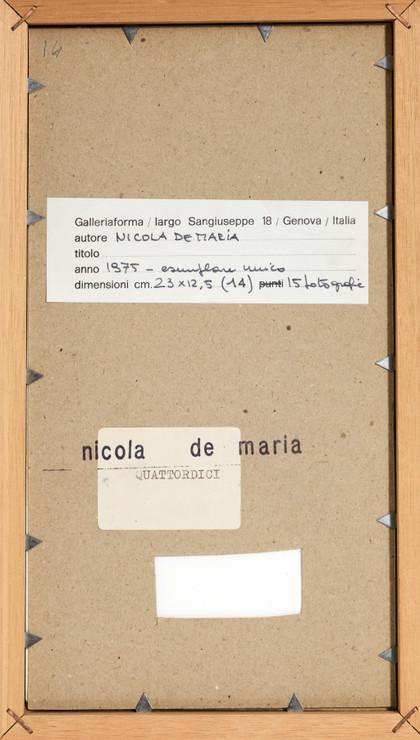 14
Galleriaforma / largo Sangiuseppe 18 / Genova / Italia
autore NICOLA DE MARIA
titolo
anno 1975 - esemplare unico
dimensioni cm. 23 x 12,5 (14) punti 15 fotografie
nicola de maria
QUATTORDICI